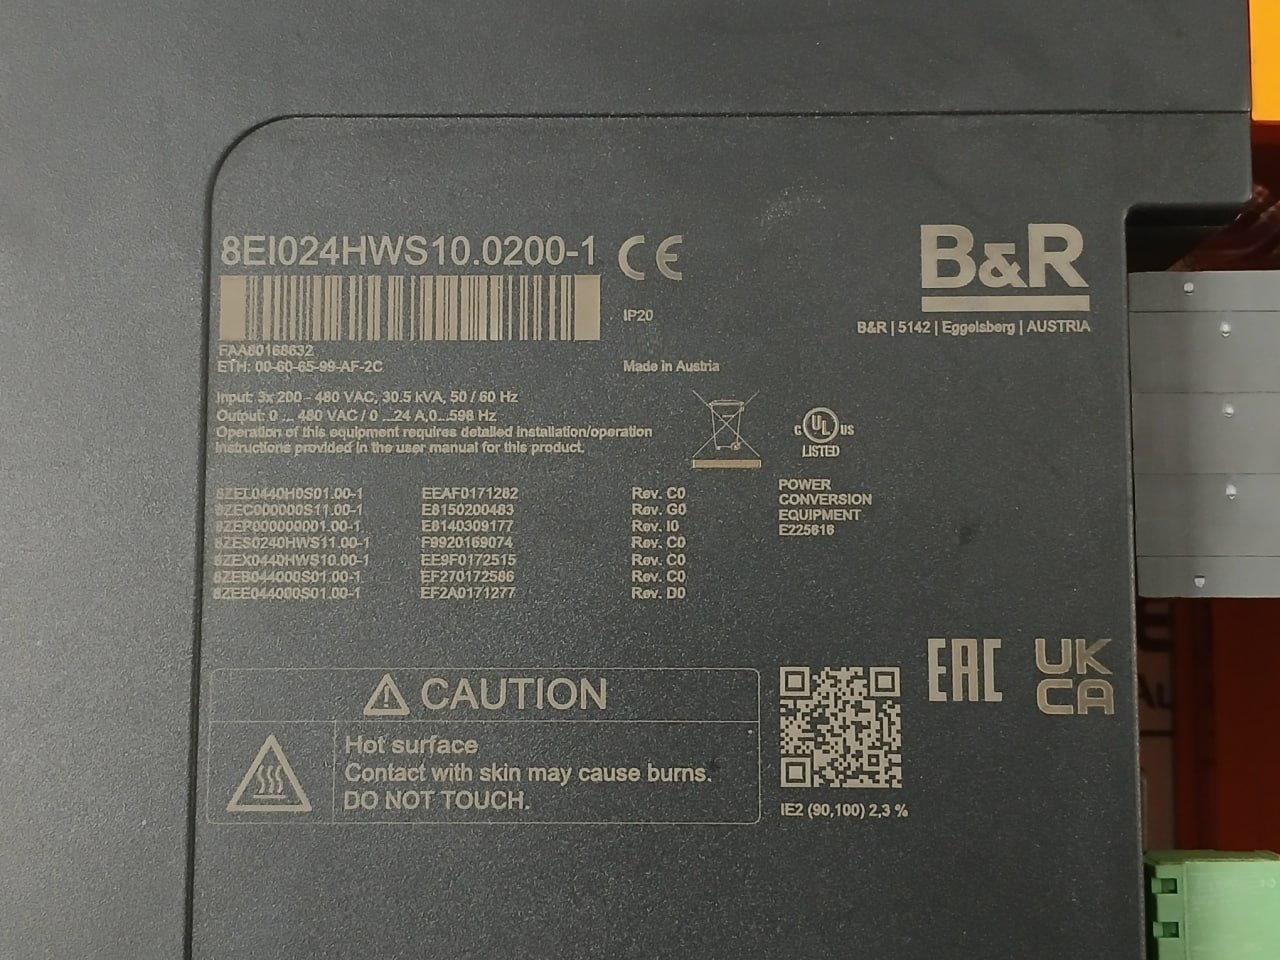 8EI024HWS10.0200-1
IP20
B&R
B&R | 5142 | Eggelsberg | AUSTRIA
FAA80168632
ETH: 00-60-65-99-AF-2C
Made in Austria
Input: 3x 200 - 480 VAC, 30.5 kVA, 50 / 60 Hz
Output: 0 ... 480 VAC / 0 ...24 A,0...598 Hz
Operation of this equipment requires detailed installation/operation
instructions provided in the user manual for this product.
C UL US
LISTED
POWER
CONVERSION
EQUIPMENT
E225616
8ZEL0440H0S01.00-1 EEAF0171282 Rev. C0
8ZEC000000S11.00-1 E8150200483 Rev. G0
8ZEP000000001.00-1 E8140309177 Rev. I0
8ZES0240HWS11.00-1 F9920169074 Rev. C0
8ZEX0440HWS10.00-1 EE9F0172515 Rev. C0
8ZEB044000S01.00-1 EF270172586 Rev. C0
8ZEE044000S01.00-1 EF2A0171277 Rev. D0
EAC
UK
CA
CAUTION
Hot surface
Contact with skin may cause burns.
DO NOT TOUCH.
IE2 (90,100) 2,3 %